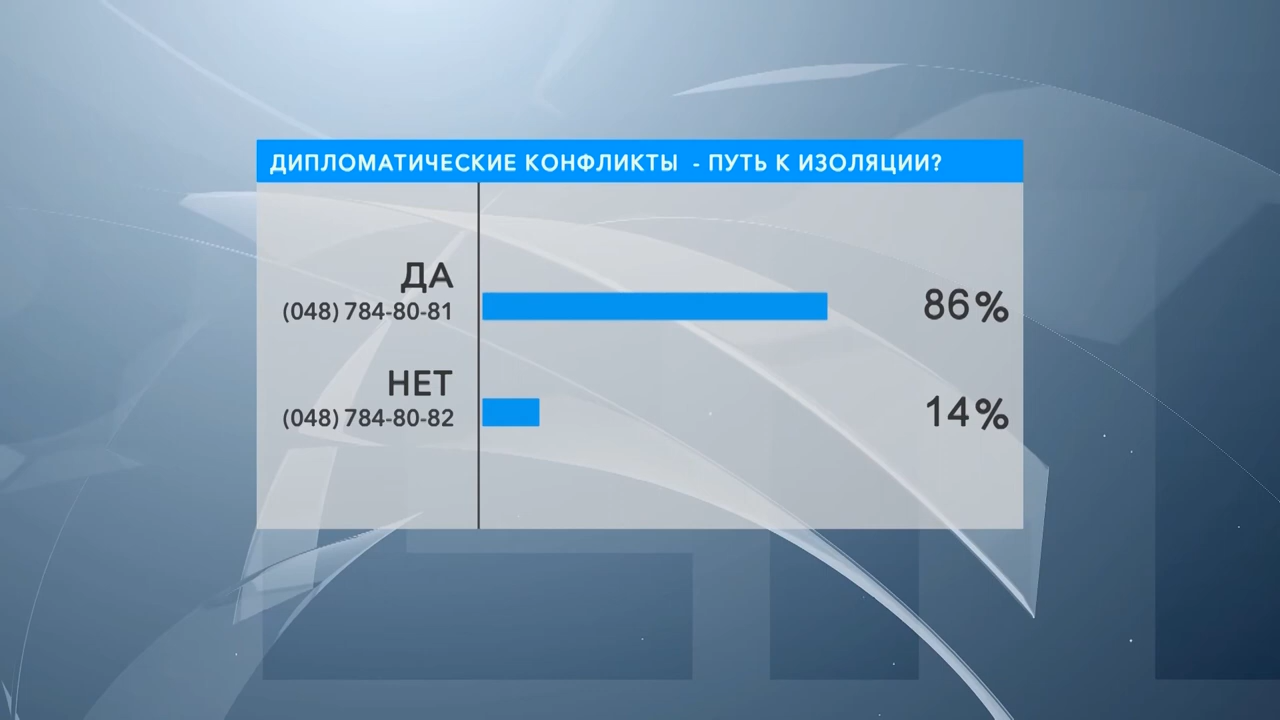 ДИПЛОМАТИЧЕСКИЕ КОНФЛИКТЫ - ПУТЬ К ИЗОЛЯЦИИ?
ДА
(048) 784-80-81
86%
НЕТ
(048) 784-80-82
14%